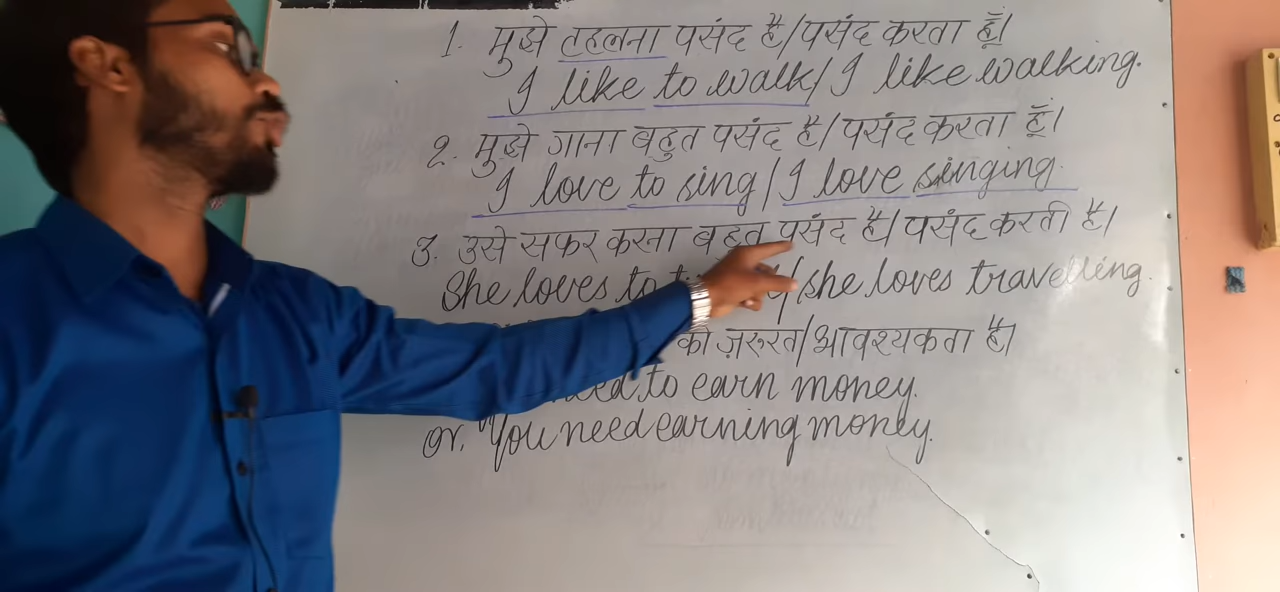 1. मुझे टहलना पसंद है/पसंद करता हूँ।
I like to walk/I like walking.
2. मुझे गाना बहुत पसंद है/पसंद करता हूँ।
I love to sing/I love singing.
3. उसे सफर करना बहुत पसंद है/पसंद करती है।
She loves to /she loves travelling.
की ज़रूरत/आवश्यकता है।
to earn money.
or, You need earning money.